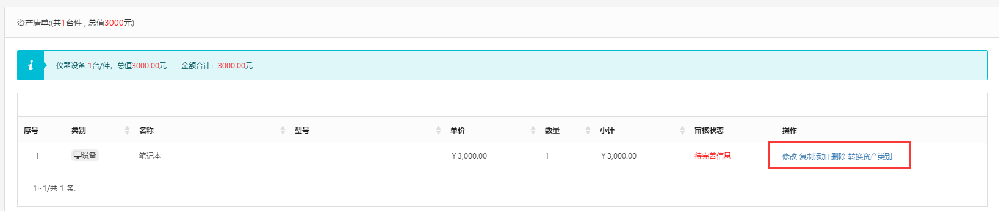 资产清单:(共1台件 , 总值3000元)
仪器设备 1台/件，总值3000.00元 金额合计：3000.00元
序号 类别 名称 型号 单价 数量 小计 审核状态 操作
1 设备 笔记本 ￥3,000.00 1 ￥3,000.00 待完善信息 修改 复制添加 删除 转换资产类别
1~1/共 1 条。